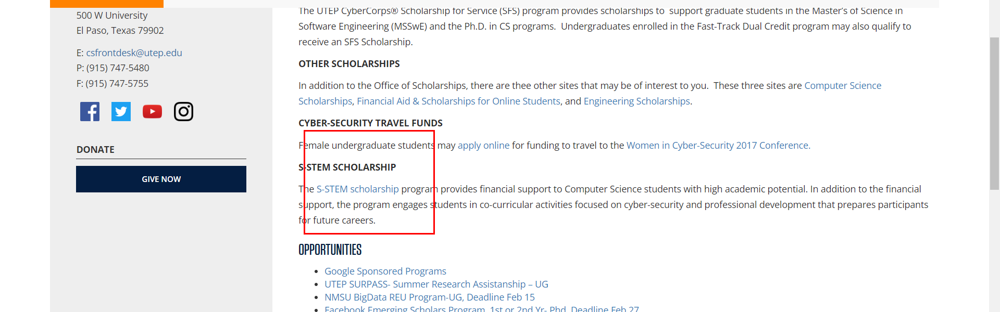 500 W University
El Paso, Texas 79902
E: csfrontdesk@utep.edu
P: (915) 747-5480
F: (915) 747-5755
DONATE
GIVE NOW
The UTEP CyberCorps® Scholarship for Service (SFS) program provides scholarships to  support graduate students in the Master's of Science in
Software Engineering (MSSwE) and the Ph.D. in CS programs.  Undergraduates enrolled in the Fast-Track Dual Credit program may also qualify to
receive an SFS Scholarship.
OTHER SCHOLARSHIPS
In addition to the Office of Scholarships, there are thee other sites that may be of interest to you.  These three sites are Computer Science
Scholarships, Financial Aid & Scholarships for Online Students, and Engineering Scholarships.
CYBER-SECURITY TRAVEL FUNDS
Female undergraduate students may apply online for funding to travel to the Women in Cyber-Security 2017 Conference.
S-STEM SCHOLARSHIP
The S-STEM scholarship program provides financial support to Computer Science students with high academic potential. In addition to the financial
support, the program engages students in co-curricular activities focused on cyber-security and professional development that prepares participants
for future careers.
OPPORTUNITIES
• Google Sponsored Programs
• UTEP SURPASS- Summer Research Assistanship – UG
• NMSU BigData REU Program-UG, Deadline Feb 15
• Facebook Emerging Scholars Program, 1st or 2nd Yr- Phd, Deadline Feb 27